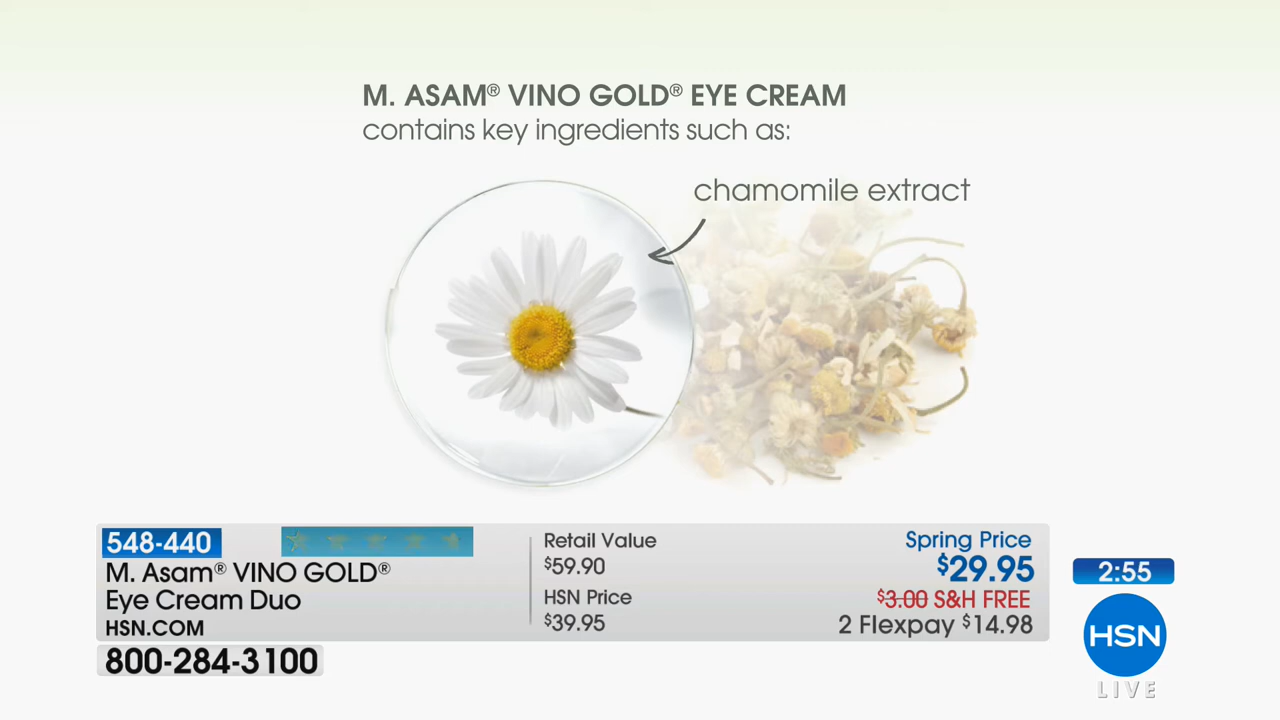 M. ASAM® VINO GOLD® EYE CREAM
contains key ingredients such as:
chamomile extract
548-440
M. Asam® VINO GOLD®
Eye Cream Duo
HSN.COM
800-284-3100
Retail Value
$59.90
HSN Price
$39.95
Spring Price
$29.95
$3.00 S&H FREE
2 Flexpay $14.98
2:55
HSN
LIVE